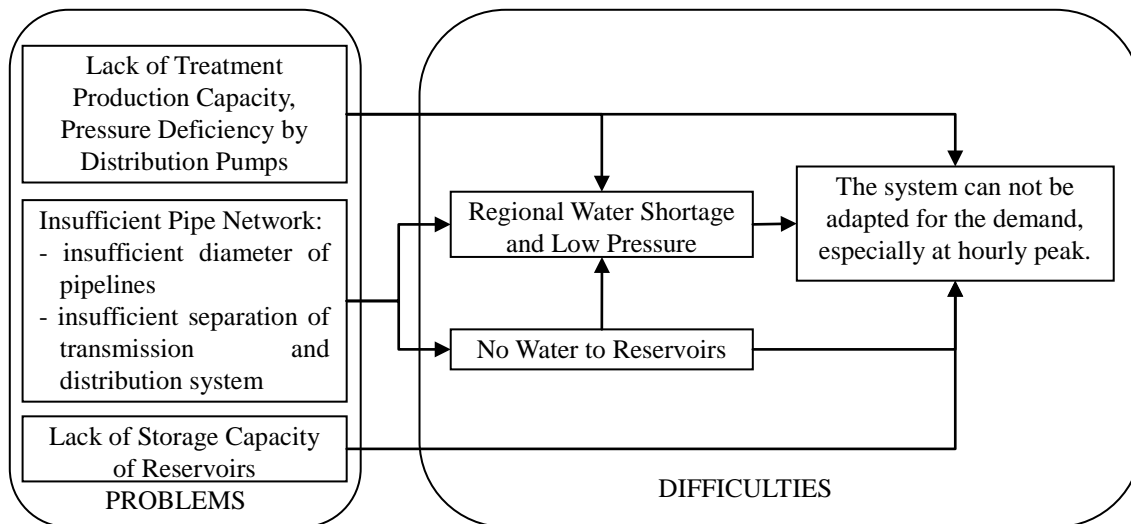 Lack of Treatment
Production Capacity,
Pressure Deficiency by
Distribution Pumps
Insufficient Pipe Network:
- insufficient diameter of
pipelines
- insufficient separation of
transmission and
distribution system
Lack of Storage Capacity
of Reservoirs
PROBLEMS
Regional Water Shortage
and Low Pressure
No Water to Reservoirs
The system can not be
adapted for the demand,
especially at hourly peak.
DIFFICULTIES